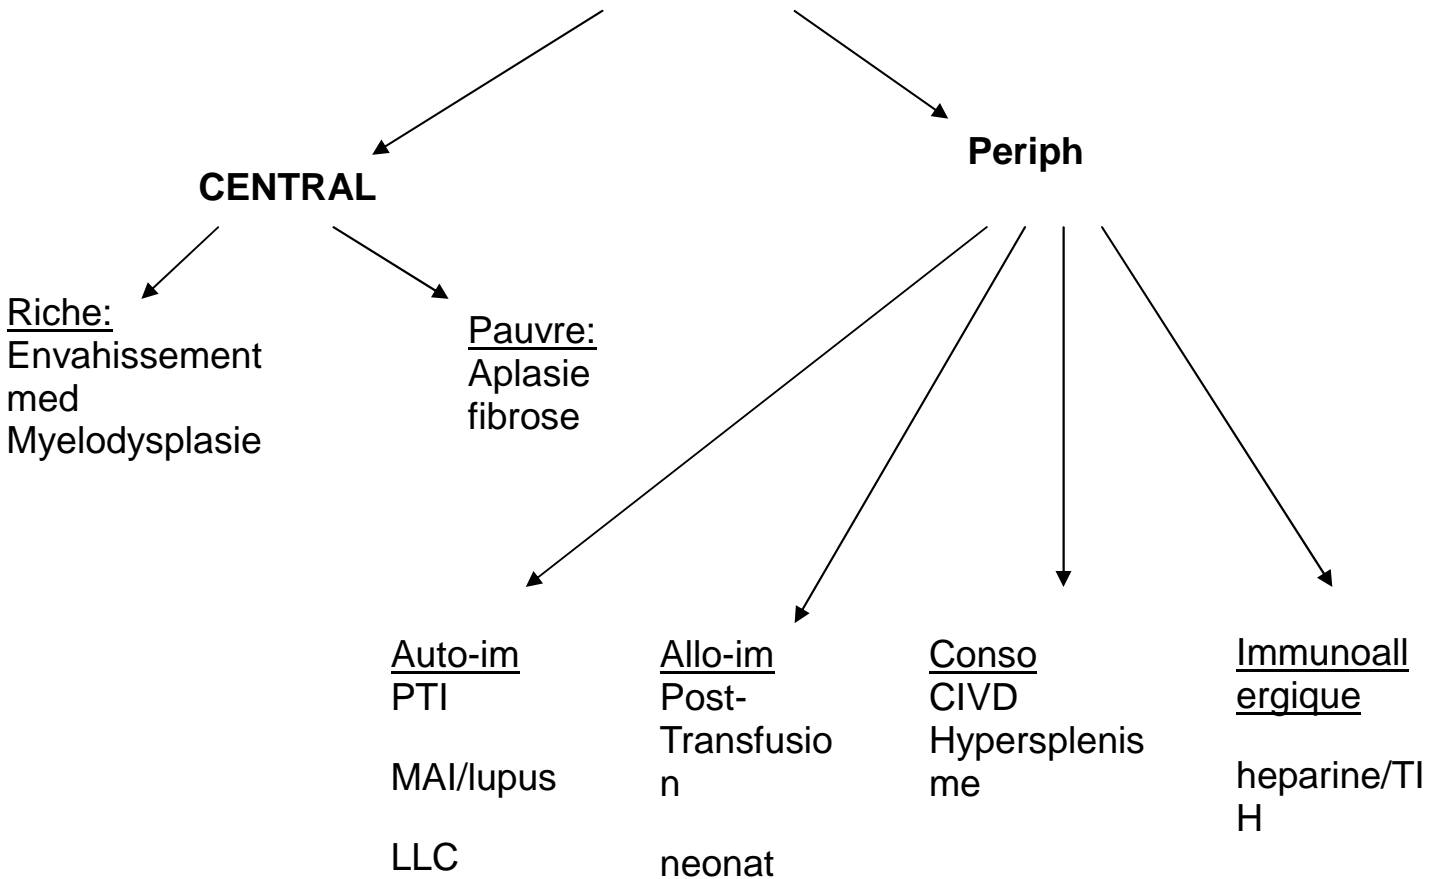 CENTRAL
Periph
Riche:
Envahissement
med
Myelodysplasie
Pauvre:
Aplasie
fibrose
Auto-im
PTI
MAI/lupus
LLC
Allo-im
Post-
Transfusio
n
neonat
Conso
CIVD
Hypersplenis
me
Immunoall
ergique
heparine/TI
H